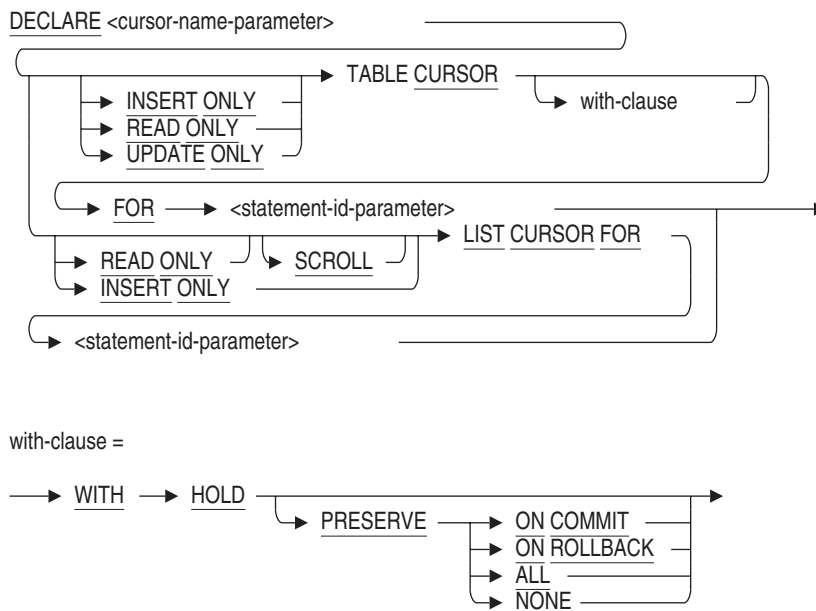 DECLARE <cursor-name-parameter>
TABLE CURSOR
INSERT ONLY
READ ONLY
UPDATE ONLY
with-clause
FOR <statement-id-parameter>
LIST CURSOR FOR
READ ONLY SCROLL
INSERT ONLY
<statement-id-parameter>
with-clause =
WITH HOLD
PRESERVE ON COMMIT
ON ROLLBACK
ALL
NONE